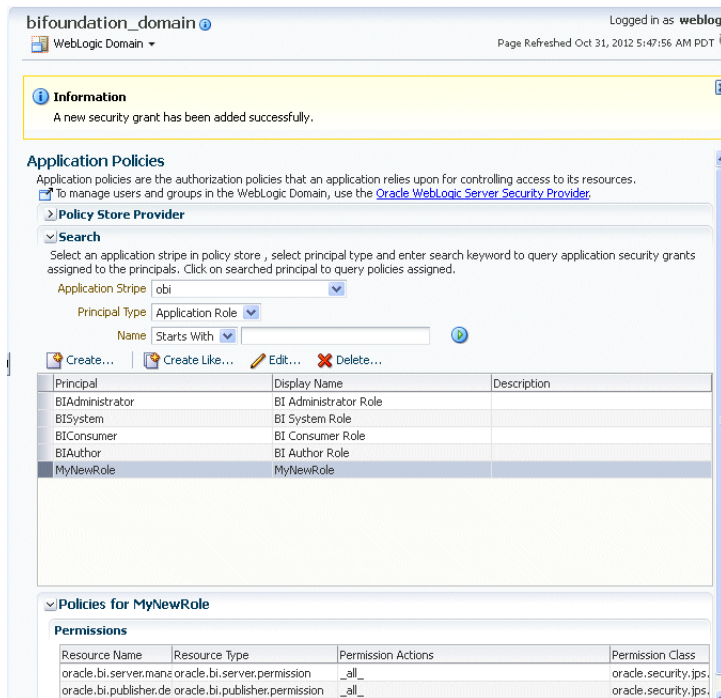 bifoundation_domain
Logged in as weblog
WebLogic Domain
Page Refreshed Oct 31, 2012 5:47:56 AM PDT
Information
A new security grant has been added successfully.
Application Policies
Application policies are the authorization policies that an application relies upon for controlling access to its resources.
To manage users and groups in the WebLogic Domain, use the Oracle WebLogic Server Security Provider.
Policy Store Provider
Search
Select an application stripe in policy store , select principal type and enter search keyword to query application security grants
assigned to the principals. Click on searched principal to query policies assigned.
Application Stripe obi
Principal Type Application Role
Name Starts With
Create... Create Like... Edit... Delete...
Principal Display Name Description
BIAdministrator BI Administrator Role
BISystem BI System Role
BIConsumer BI Consumer Role
BIAuthor BI Author Role
MyNewRole MyNewRole
Policies for MyNewRole
Permissions
Resource Name Resource Type Permission Actions Permission Class
oracle.bi.server.mana oracle.bi.server.permission _all_ oracle.security.jps.
oracle.bi.publisher.de oracle.bi.publisher.permission _all_ oracle.security.jps.